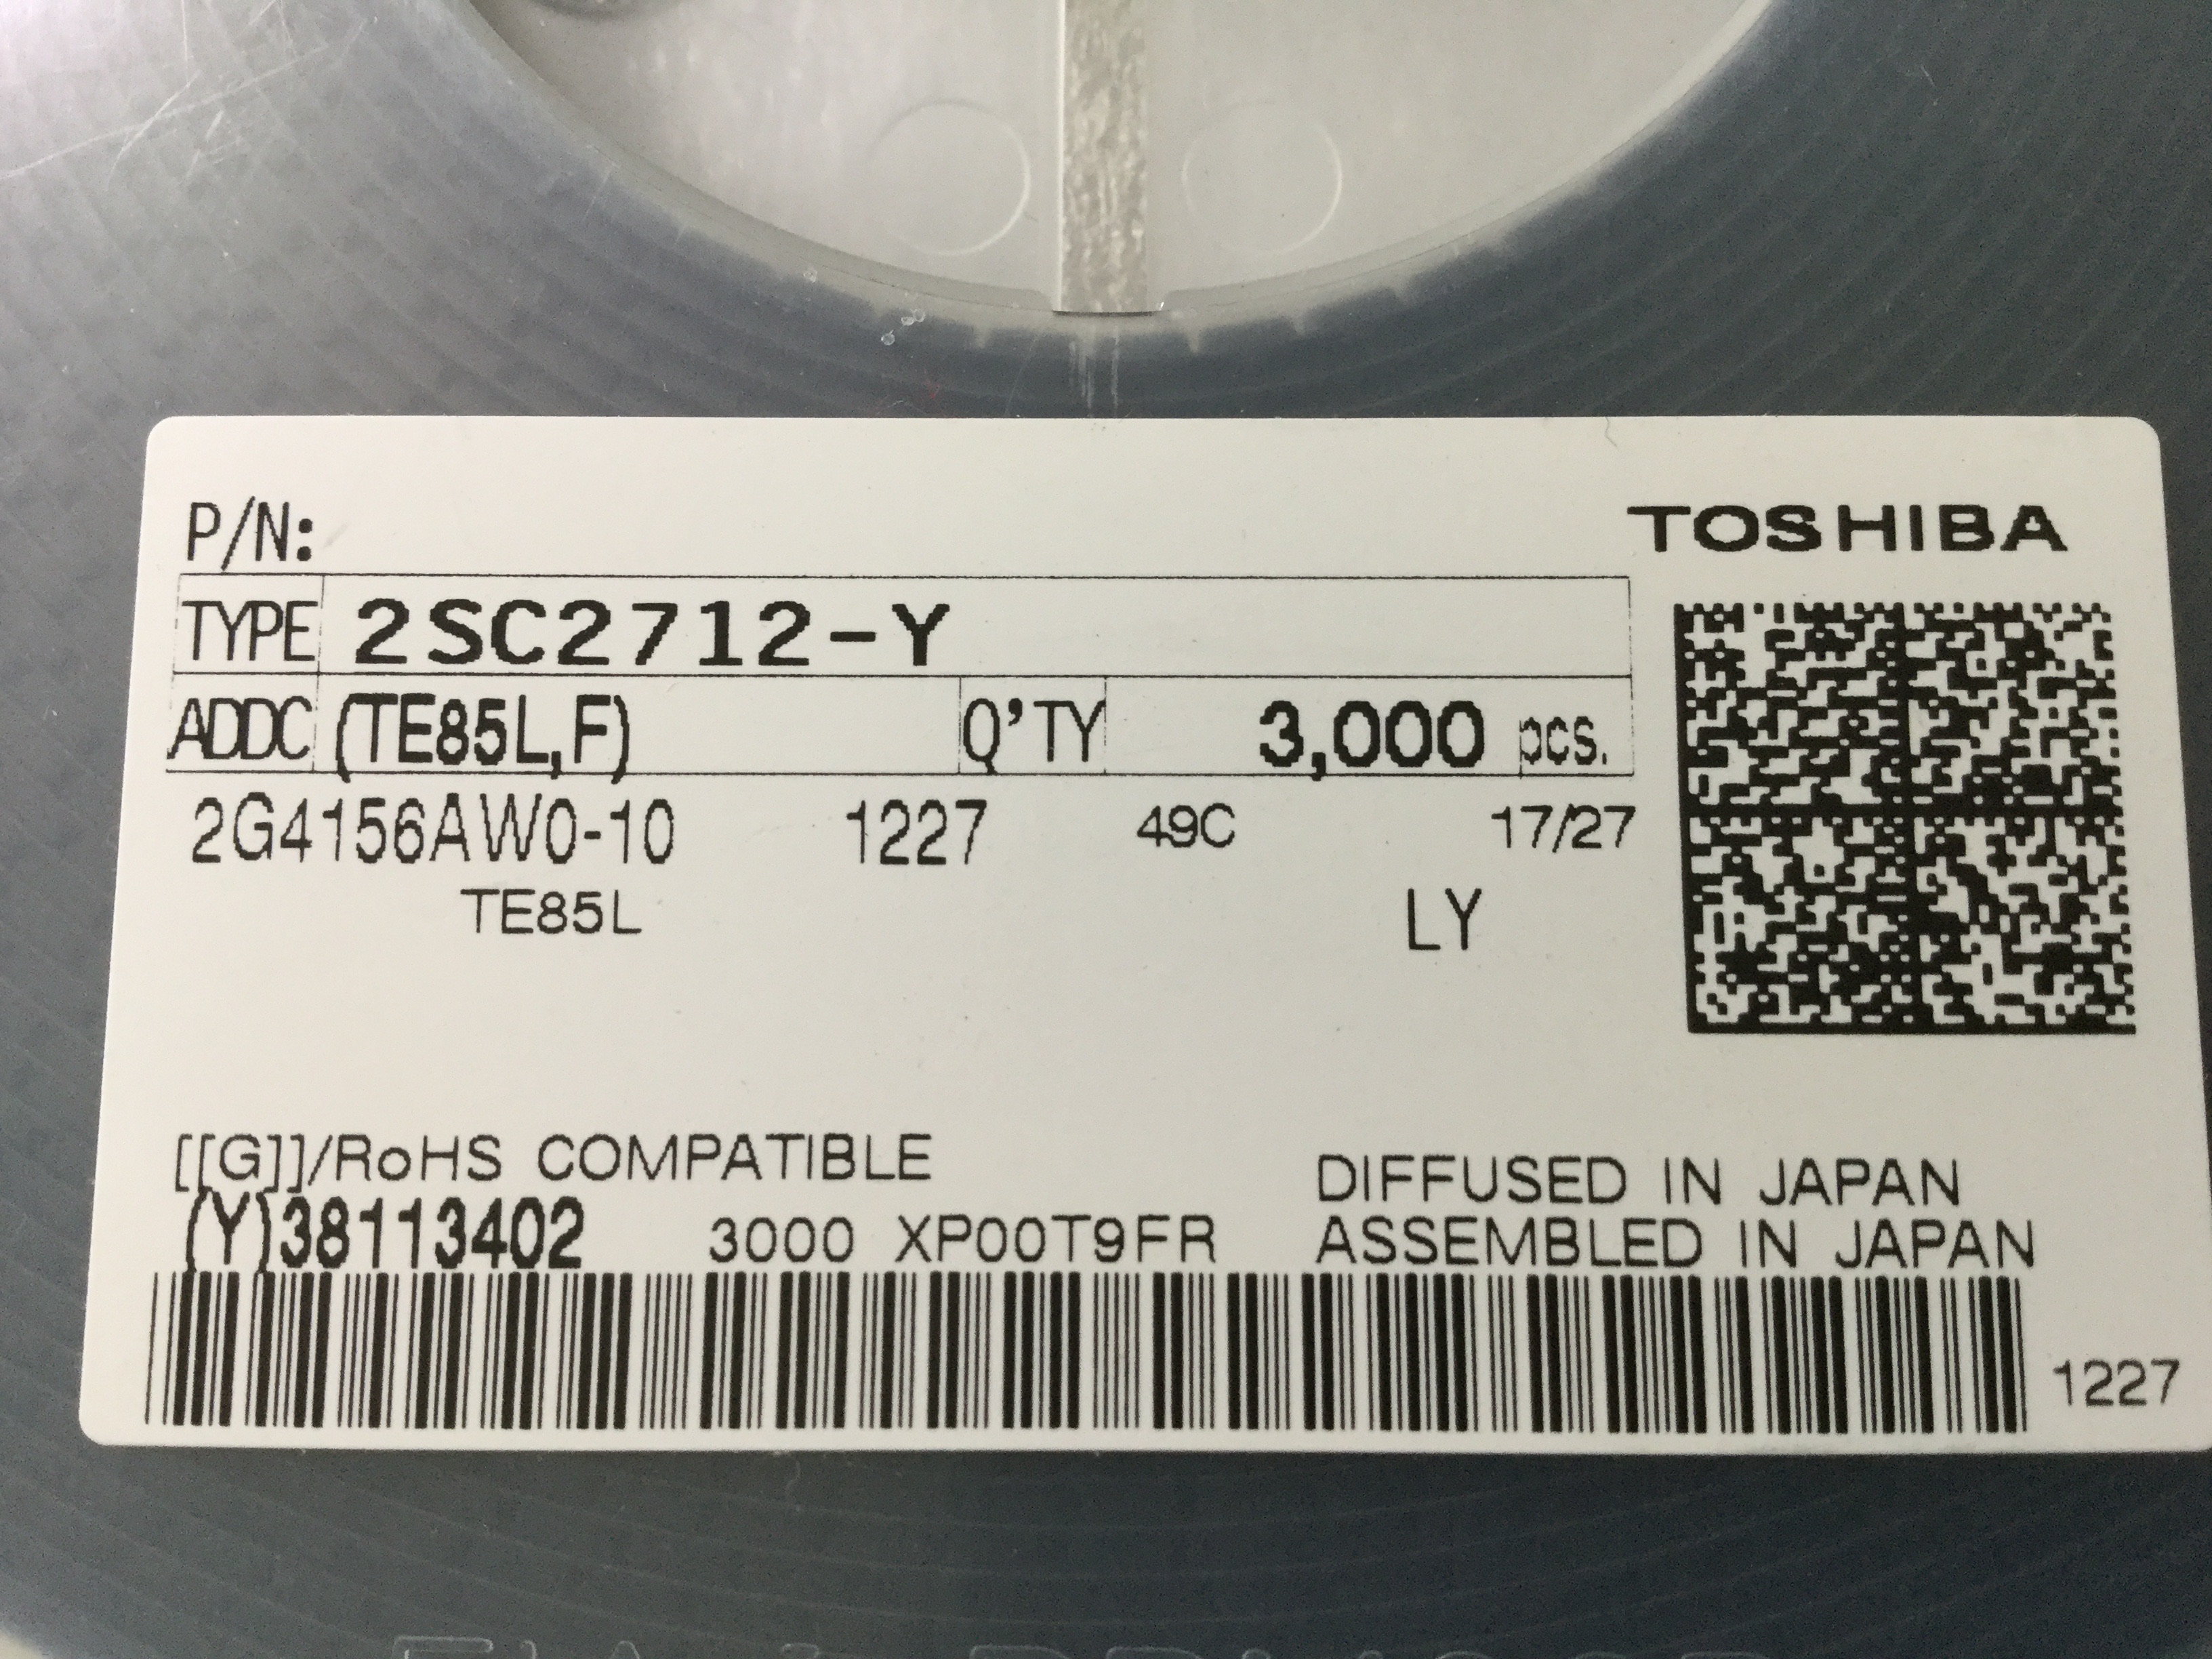 P/N:
TOSHIBA
TYPE 2SC2712-Y
ADDC (TE85L,F) Q'TY 3,000 pcs.
2G4156AW0-10 1227 49C 17/27
TE85L LY
[[G]]/RoHS COMPATIBLE
DIFFUSED IN JAPAN
(Y)38113402 3000 XP00T9FR ASSEMBLED IN JAPAN
1227